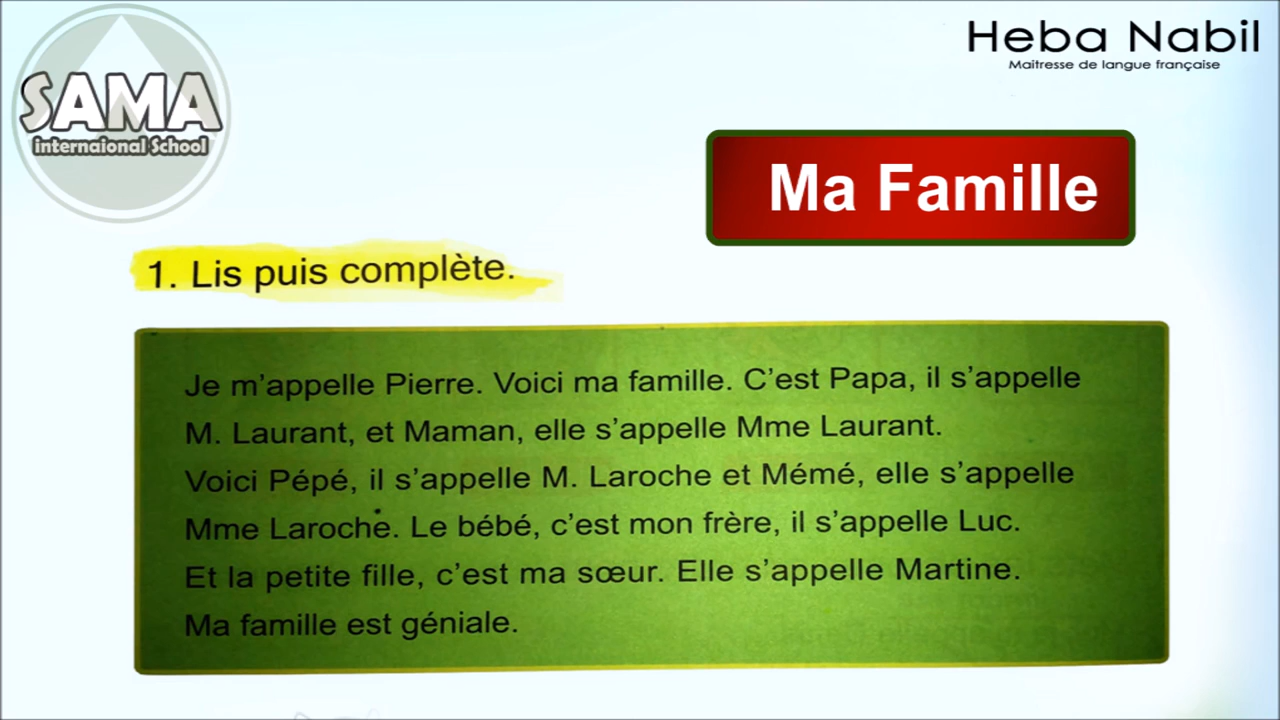 SAMA
internaional School
Heba Nabil
Maitresse de langue française
Ma Famille
1. Lis puis complète.
Je m'appelle Pierre. Voici ma famille. C'est Papa, il s'appelle
M. Laurant, et Maman, elle s'appelle Mme Laurant.
Voici Pépé, il s'appelle M. Laroche et Mémé, elle s'appelle
Mme Laroche. Le bébé, c'est mon frère, il s'appelle Luc.
Et la petite fille, c'est ma sœur. Elle s'appelle Martine.
Ma famille est géniale.